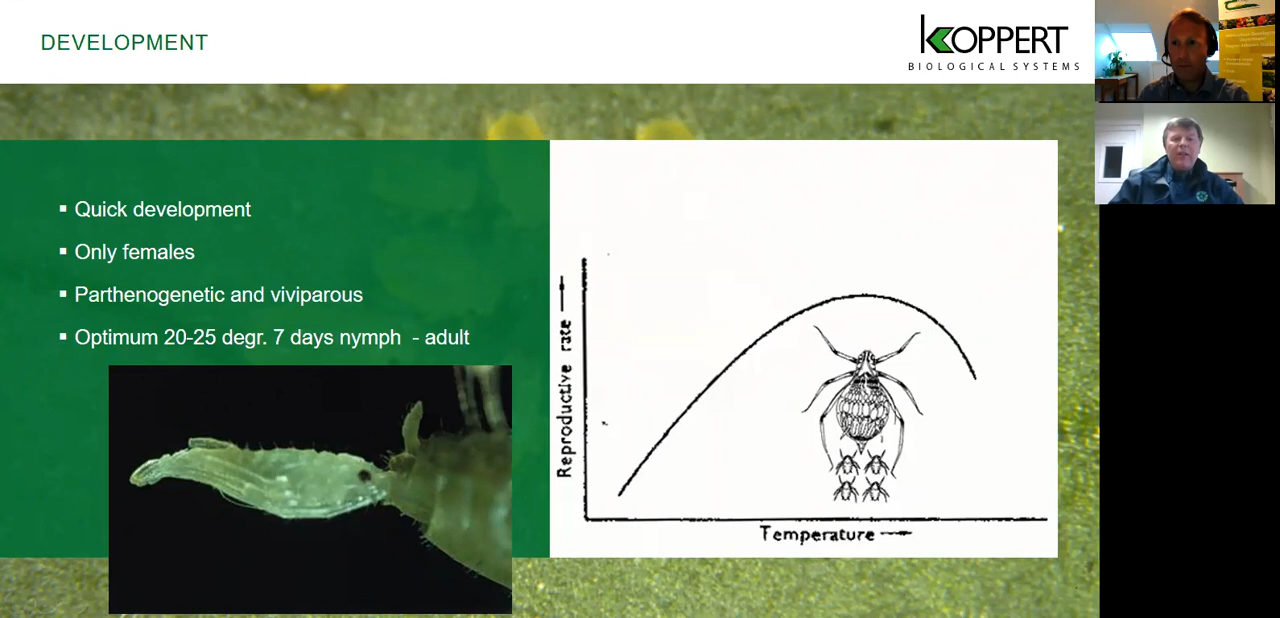 DEVELOPMENT
KOPPERT
BIOLOGICAL SYSTEMS
▪ Quick development
▪ Only females
▪ Parthenogenetic and viviparous
▪ Optimum 20-25 degr. 7 days nymph - adult
Reproductive rate
Temperature